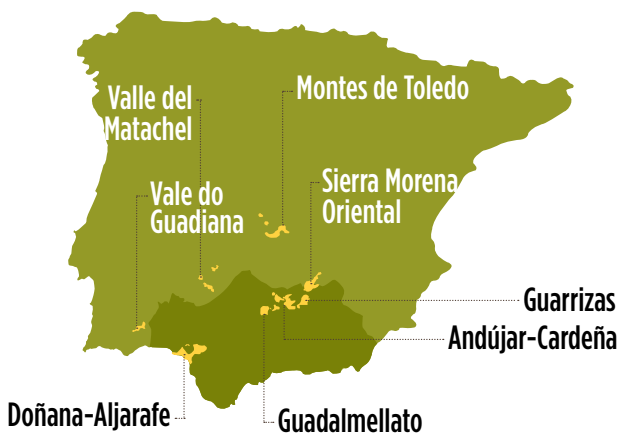 Valle del
Matachel
Montes de Toledo
Vale do
Guadiana
Sierra Morena
Oriental
Guarrizas
Andújar-Cardeña
Doñana-Aljarafe
Guadalmellato